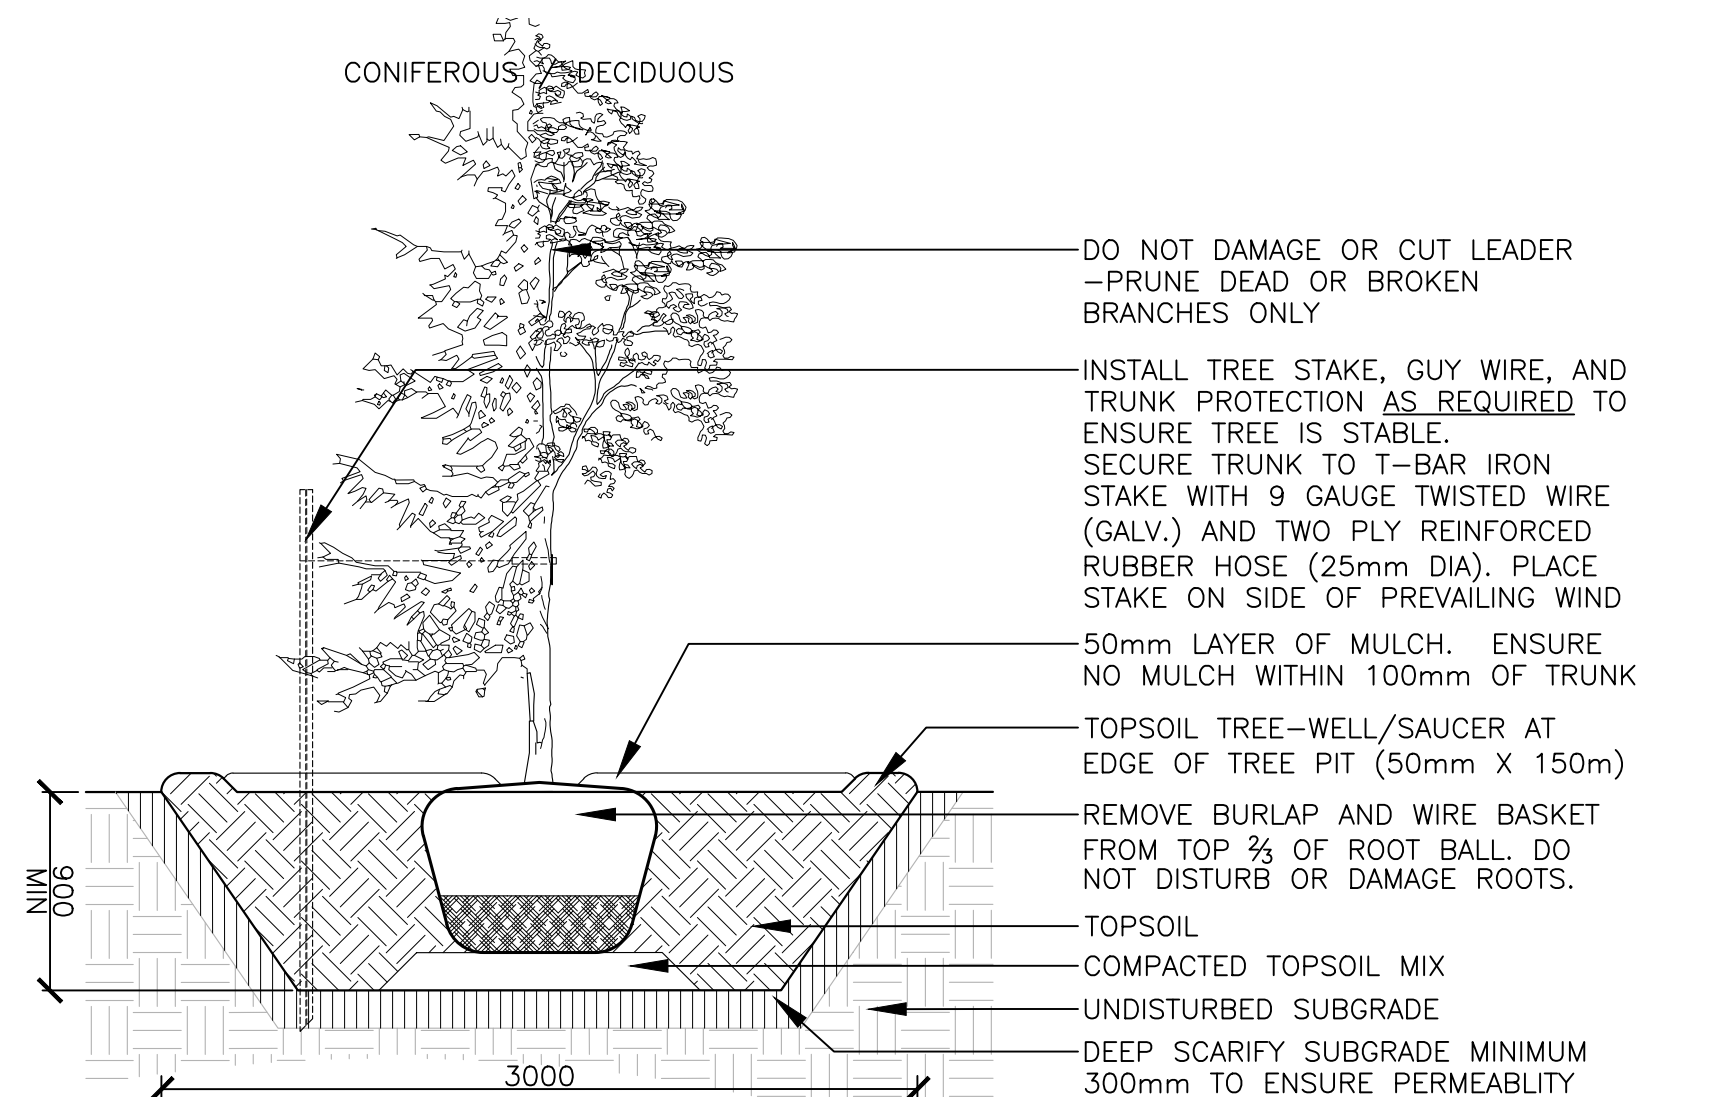 CONIFEROUS DECIDUOUS
DO NOT DAMAGE OR CUT LEADER
-PRUNE DEAD OR BROKEN
BRANCHES ONLY
INSTALL TREE STAKE, GUY WIRE, AND
TRUNK PROTECTION AS REQUIRED TO
ENSURE TREE IS STABLE.
SECURE TRUNK TO T-BAR IRON
STAKE WITH 9 GAUGE TWISTED WIRE
(GALV.) AND TWO PLY REINFORCED
RUBBER HOSE (25mm DIA). PLACE
STAKE ON SIDE OF PREVAILING WIND
50mm LAYER OF MULCH. ENSURE
NO MULCH WITHIN 100mm OF TRUNK
TOPSOIL TREE-WELL/SAUCER AT
EDGE OF TREE PIT (50mm X 150m)
REMOVE BURLAP AND WIRE BASKET
FROM TOP ⅔ OF ROOT BALL. DO
NOT DISTURB OR DAMAGE ROOTS.
TOPSOIL
COMPACTED TOPSOIL MIX
UNDISTURBED SUBGRADE
DEEP SCARIFY SUBGRADE MINIMUM
300mm TO ENSURE PERMEABLITY
900
MIN
3000